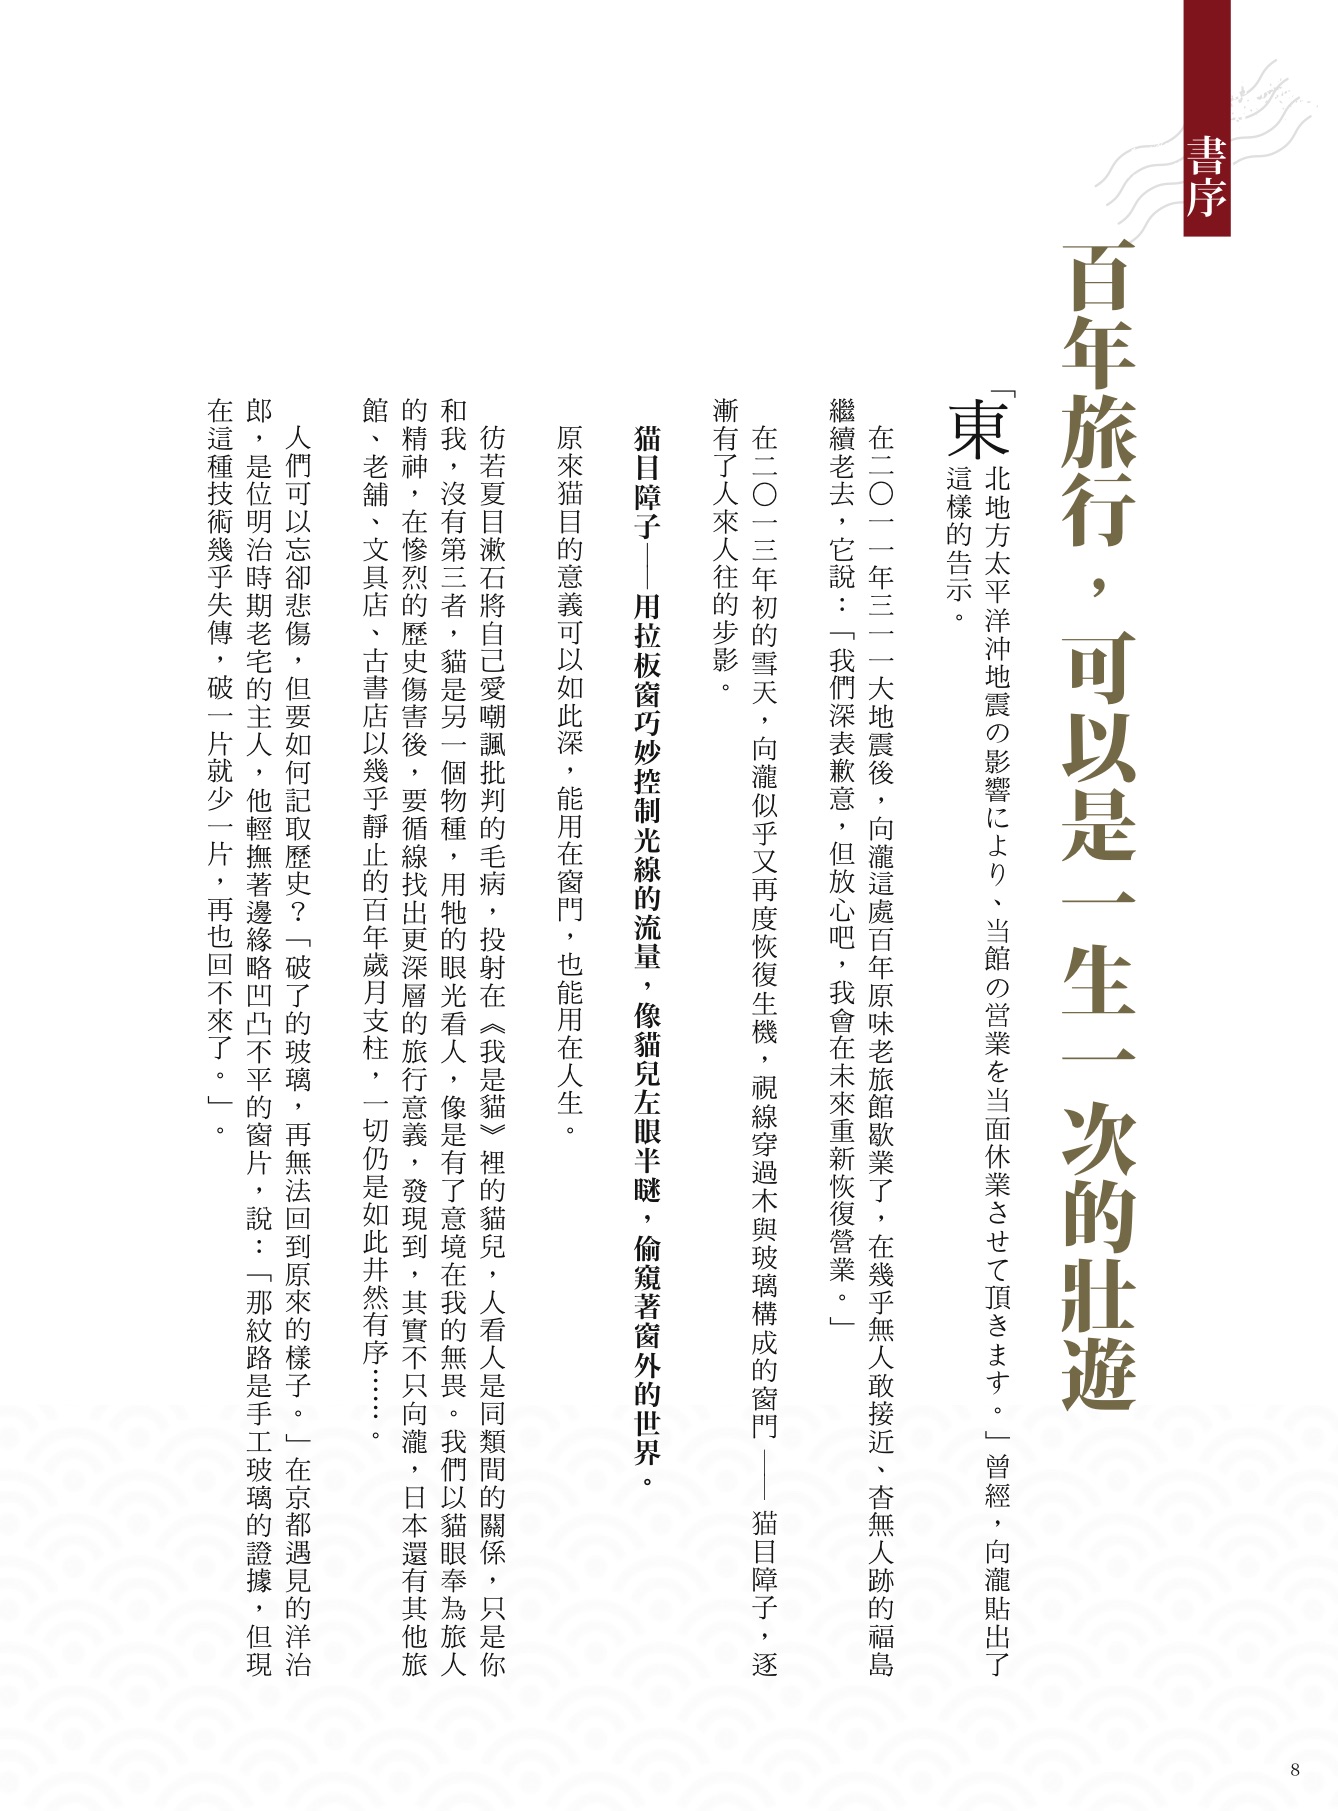 書序
百年旅行，可以是一生一次的壯遊
「東北地方太平洋沖地震の影響により、当館の営業を当面休業させて頂きます。」曾經，向瀧貼出了
這樣的告示。
在二〇一一年三一一大地震後，向瀧這處百年原味老旅館歇業了，在幾乎無人敢接近、杳無人跡的福島
繼續老去，它說：「我們深表歉意，但放心吧，我會在未來重新恢復營業。」
在二〇一三年初的雪天，向瀧似乎又再度恢復生機，視線穿過木與玻璃構成的窗門——猫目障子，逐
漸有了人來人往的步影。
猫目障子——用拉板窗巧妙控制光線的流量，像貓兒左眼半瞇，偷窺著窗外的世界。
原來猫目的意義可以如此深，能用在窗門，也能用在人生。
彷若夏目漱石將自己愛嘲諷批判的毛病，投射在《我是貓》裡的貓兒，人看人是同類間的關係，只是你
和我，沒有第三者，貓是另一個物種，用牠的眼光看人，像是有了意境在我的無畏。我們以貓眼奉為旅人
的精神，在慘烈的歷史傷害後，要循線找出更深層的旅行意義，發現到，其實不只向瀧，日本還有其他旅
館、老舖、文具店、古書店以幾乎靜止的百年歲月支柱，一切仍是如此井然有序……。
人們可以忘卻悲傷，但要如何記取歷史？「破了的玻璃，再無法回到原來的樣子。」在京都遇見的洋治
郎，是位明治時期老宅的主人，他輕撫著邊緣略凹凸不平的窗片，說：「那紋路是手工玻璃的證據，但現
在這種技術幾乎失傳，破一片就少一片，再也回不來了。」。
8